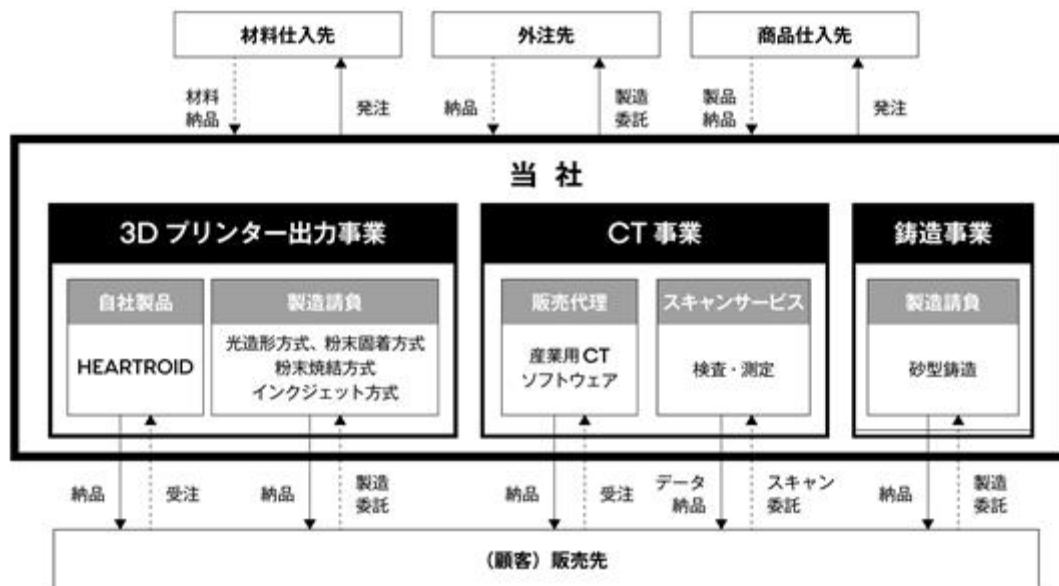 材料仕入先
外注先
商品仕入先
材料
納品
発注
納品
製造
委託
製品
納品
発注
当社
3Dプリンター出力事業
CT事業
鋳造事業
自社製品
製造請負
販売代理
スキャンサービス
製造請負
HEARTROID
光造形方式、粉末固着方式
粉末焼結方式
インクジェット方式
産業用CT
ソフトウェア
検査・測定
砂型鋳造
納品
受注
納品
製造
委託
納品
受注
データ
納品
スキャン
委託
納品
製造
委託
（顧客）販売先